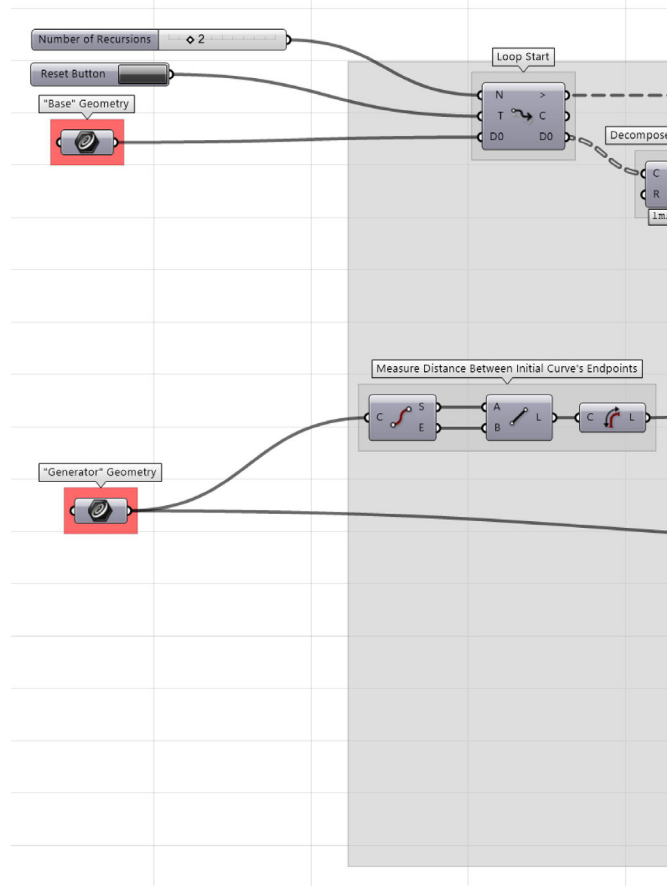 Number of Recursions
2
Loop Start
Reset Button
N >
"Base" Geometry
T C
D0 D0
Decompose
C
R
1m
Measure Distance Between Initial Curve's Endpoints
C S E
A B L
C L
"Generator" Geometry